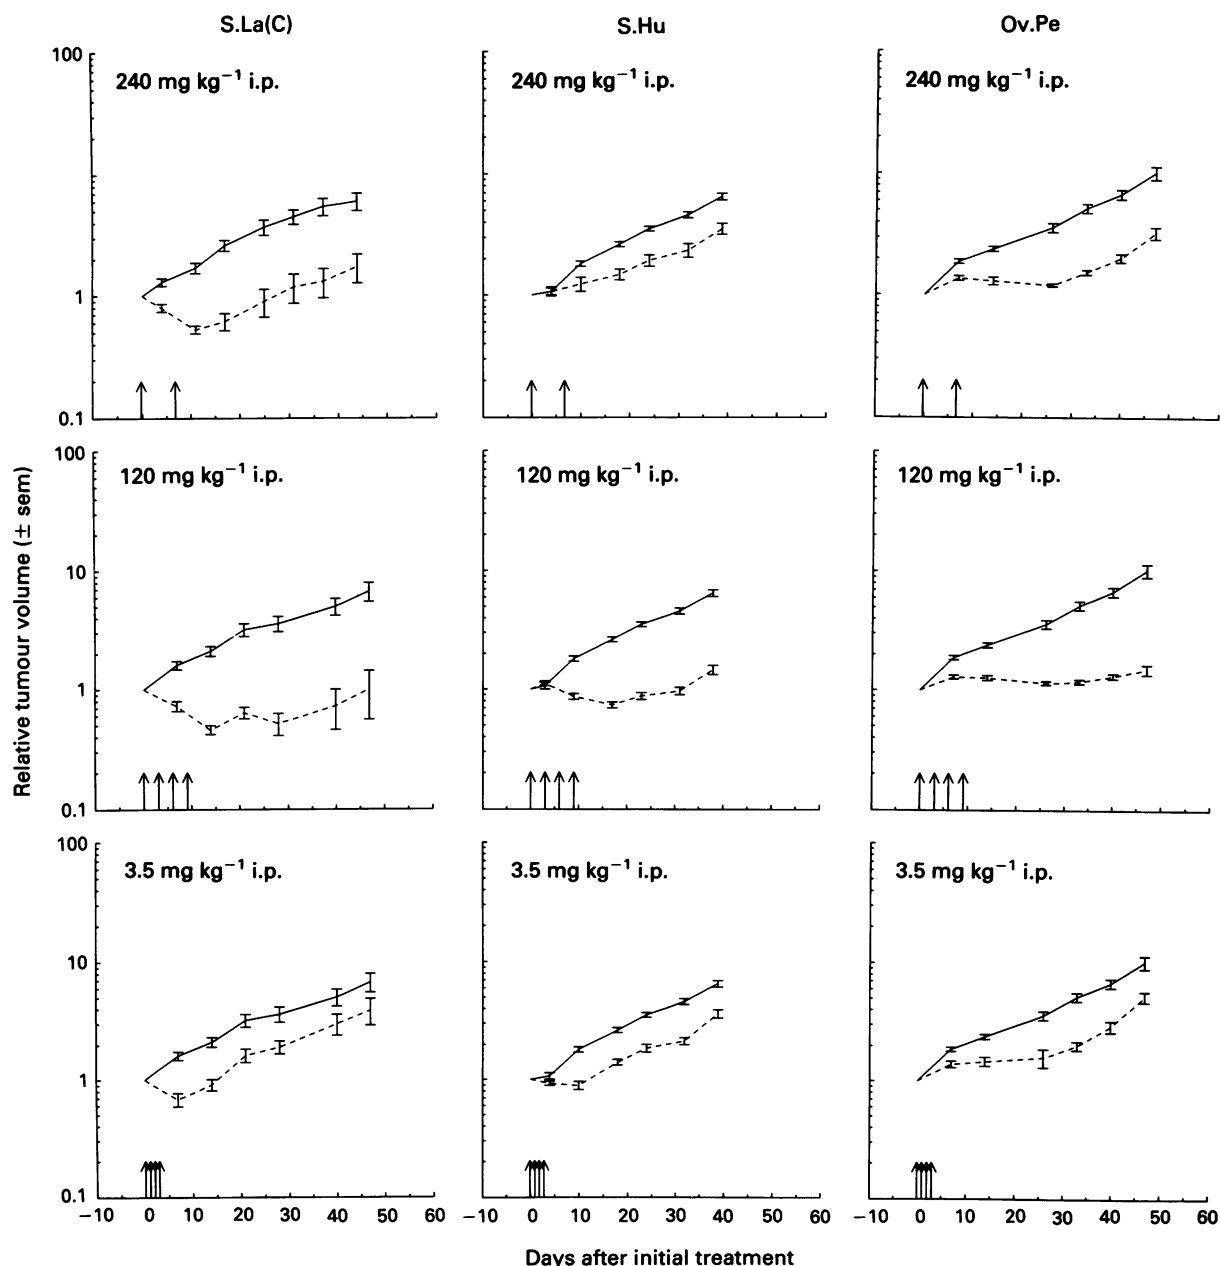 S.La(C) S.Hu Ov.Pe
100
240 mg kg⁻¹ i.p. 240 mg kg⁻¹ i.p. 240 mg kg⁻¹ i.p.
1
0.1
100
120 mg kg⁻¹ i.p. 120 mg kg⁻¹ i.p. 120 mg kg⁻¹ i.p.
Relative tumour volume (± sem)
10
1
0.1
100
3.5 mg kg⁻¹ i.p. 3.5 mg kg⁻¹ i.p. 3.5 mg kg⁻¹ i.p.
10
1
0.1
−10 0 10 20 30 40 50 60 −10 0 10 20 30 40 50 60 −10 0 10 20 30 40 50 60
Days after initial treatment